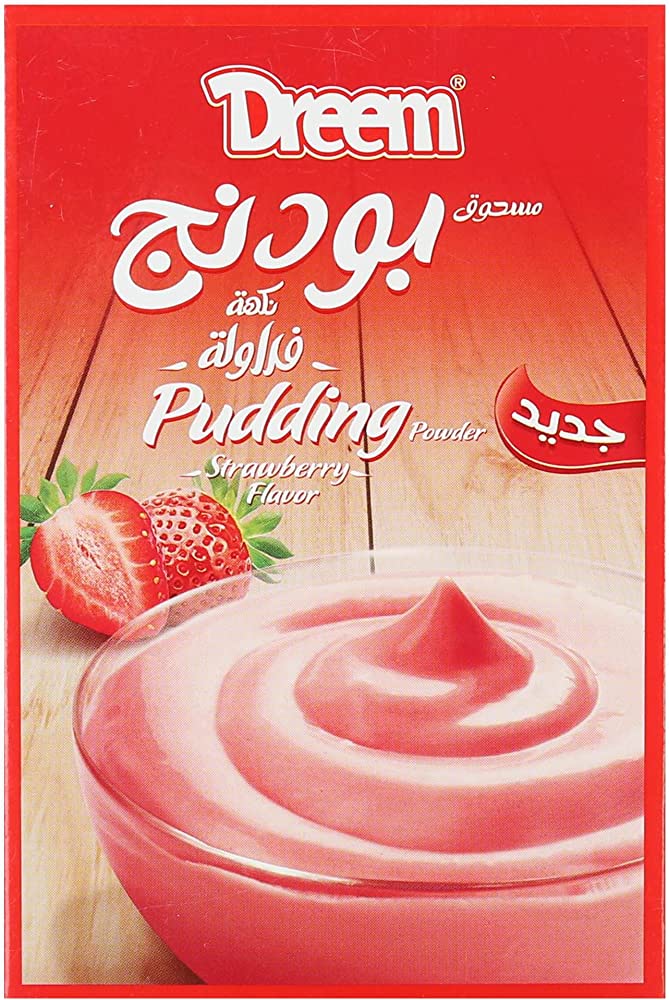 Dreem®
مسحوق بودنج
نكهة
فراولة
Pudding Powder
جديد
Strawberry
Flavor